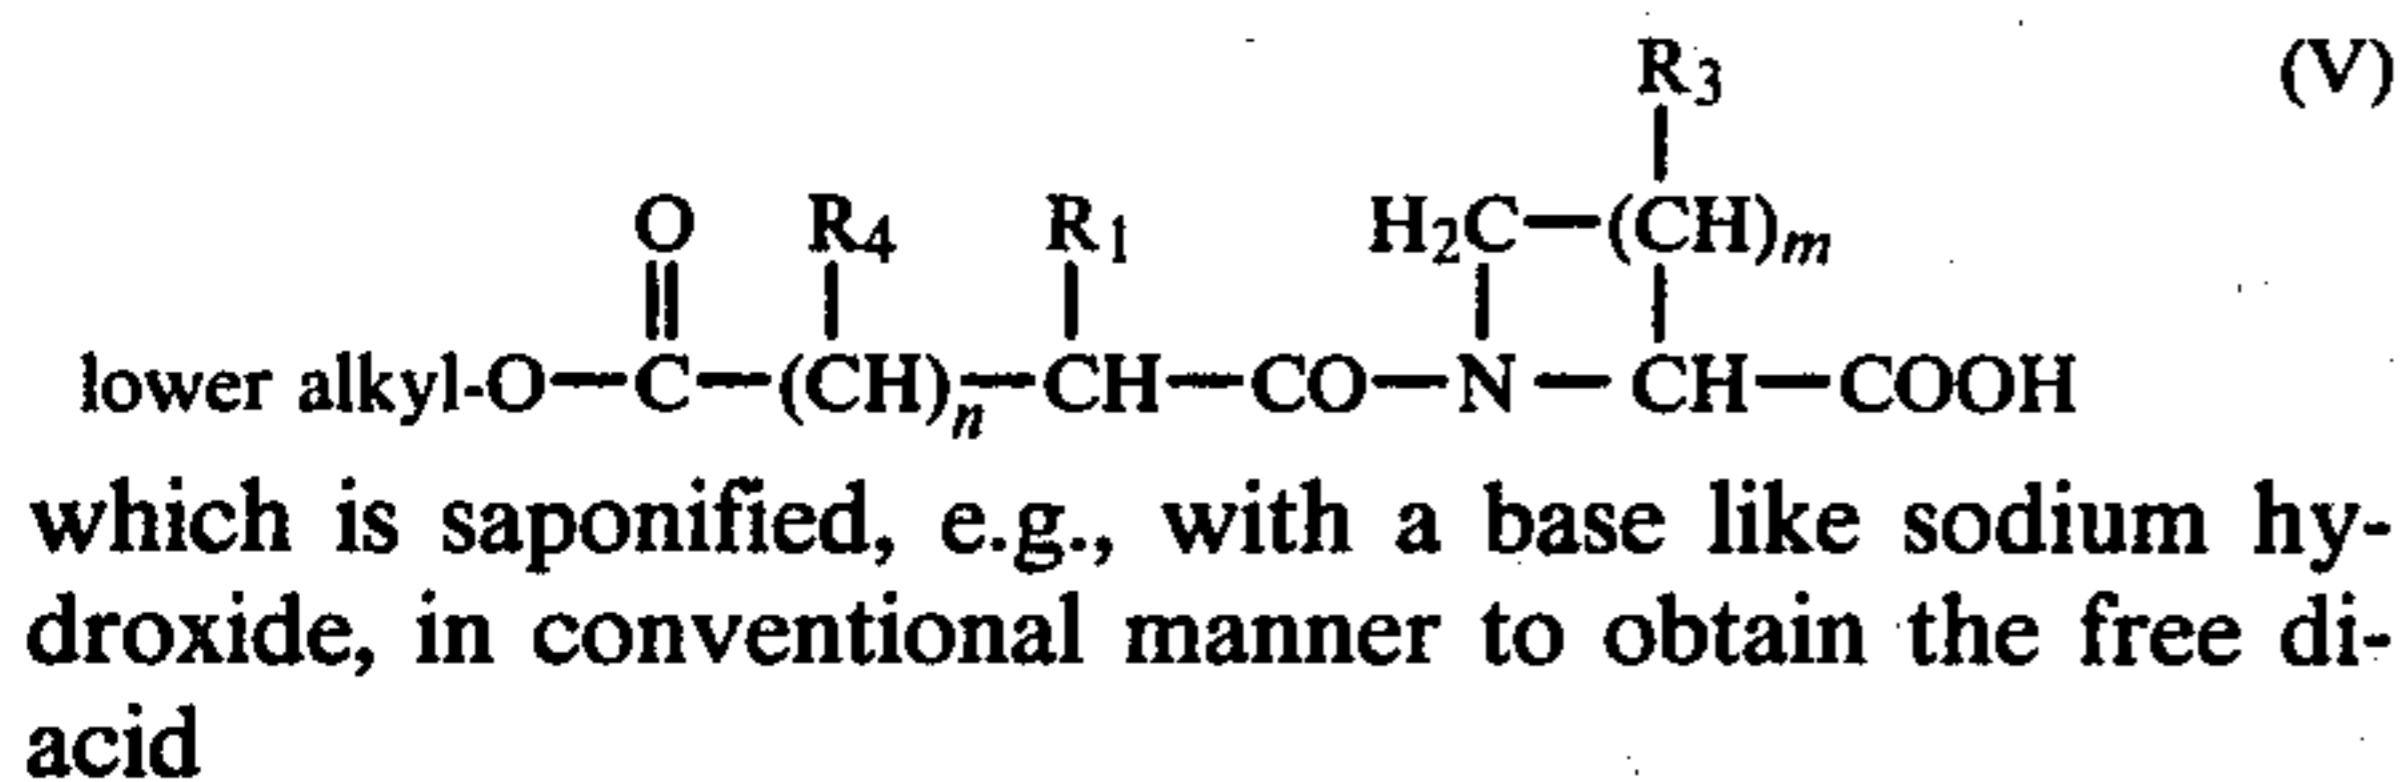 R3 (V)
O R4 R1 H2C—(CH)m
lower alkyl-O—C—(CH)n—CH—CO—N—CH—COOH
which is saponified, e.g., with a base like sodium hy-
droxide, in conventional manner to obtain the free di-
acid